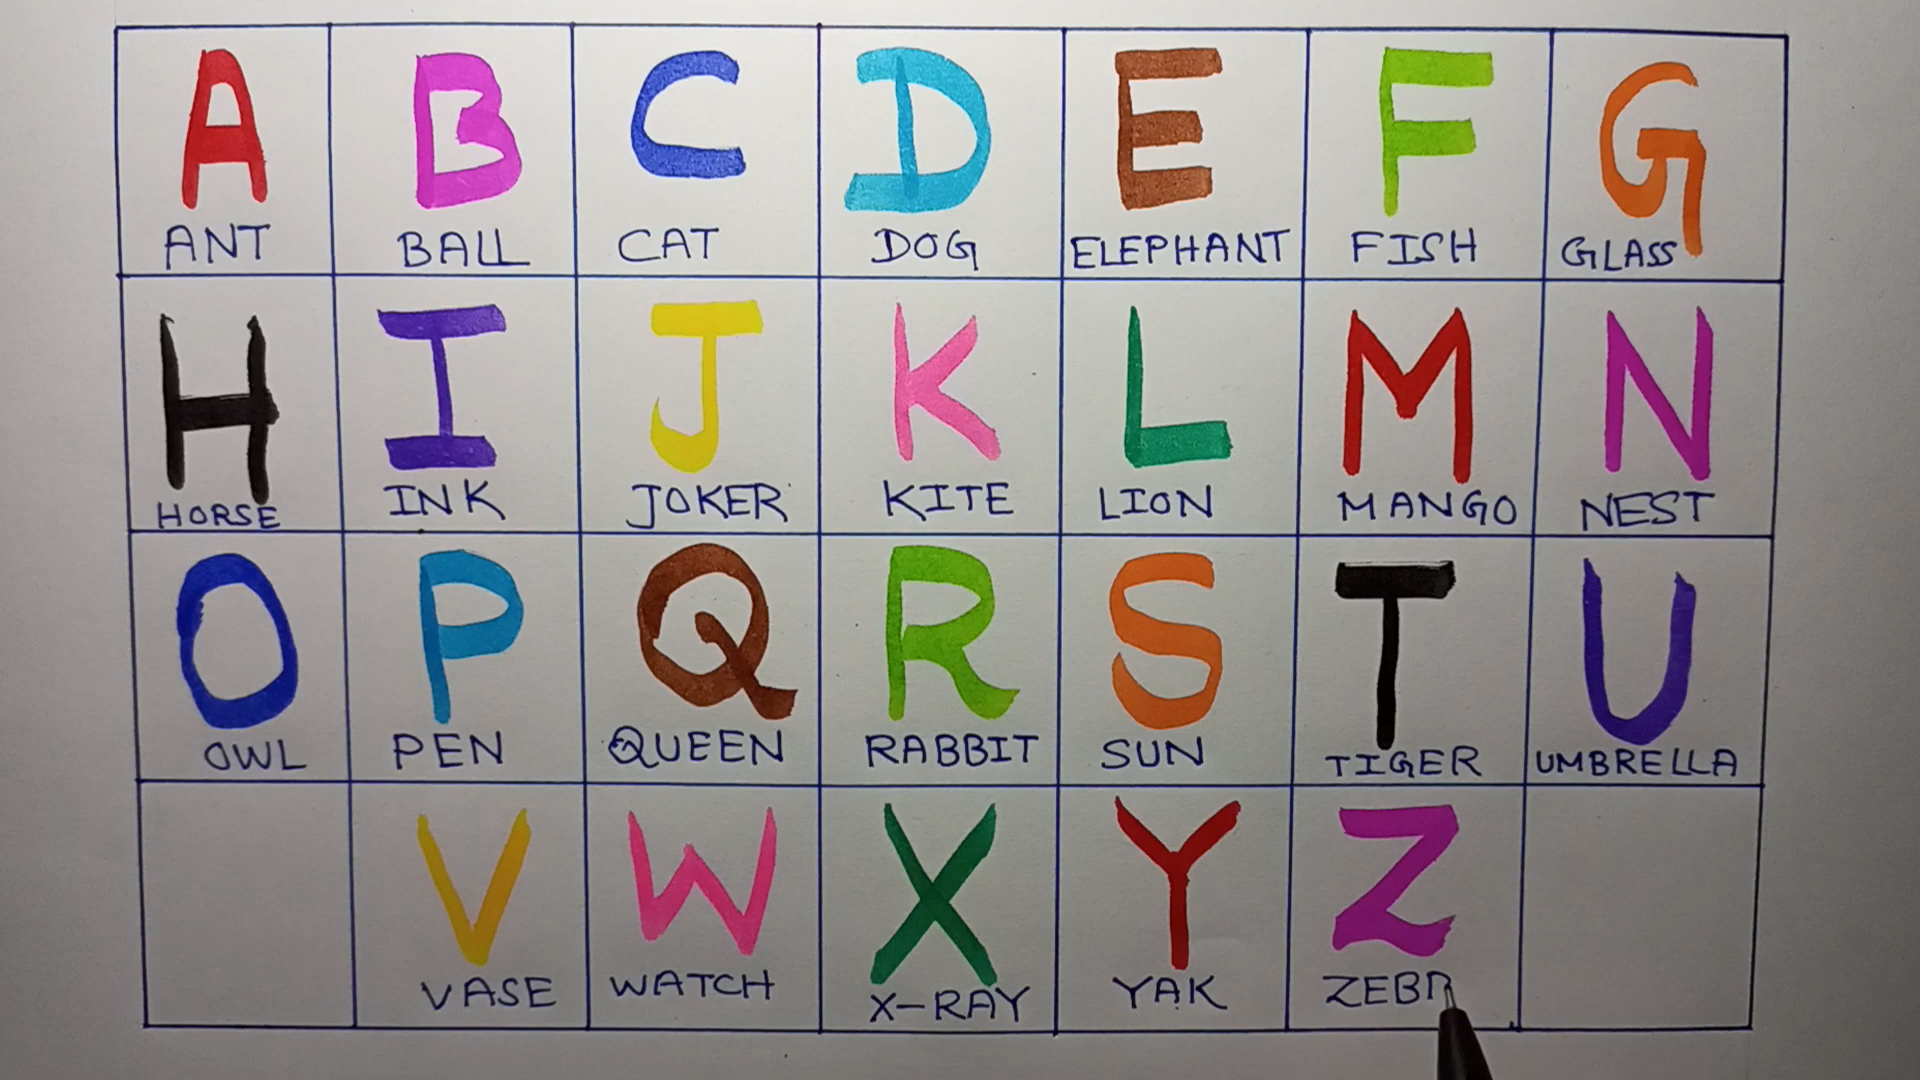 A B C D E F G
ANT BALL CAT DOG ELEPHANT FISH GLASS
H I J K L M N
HORSE INK JOKER KITE LION MANGO NEST
O P Q R S T U
OWL PEN QUEEN RABBIT SUN TIGER UMBRELLA
V W X Y Z
VASE WATCH X-RAY YAK ZEBR